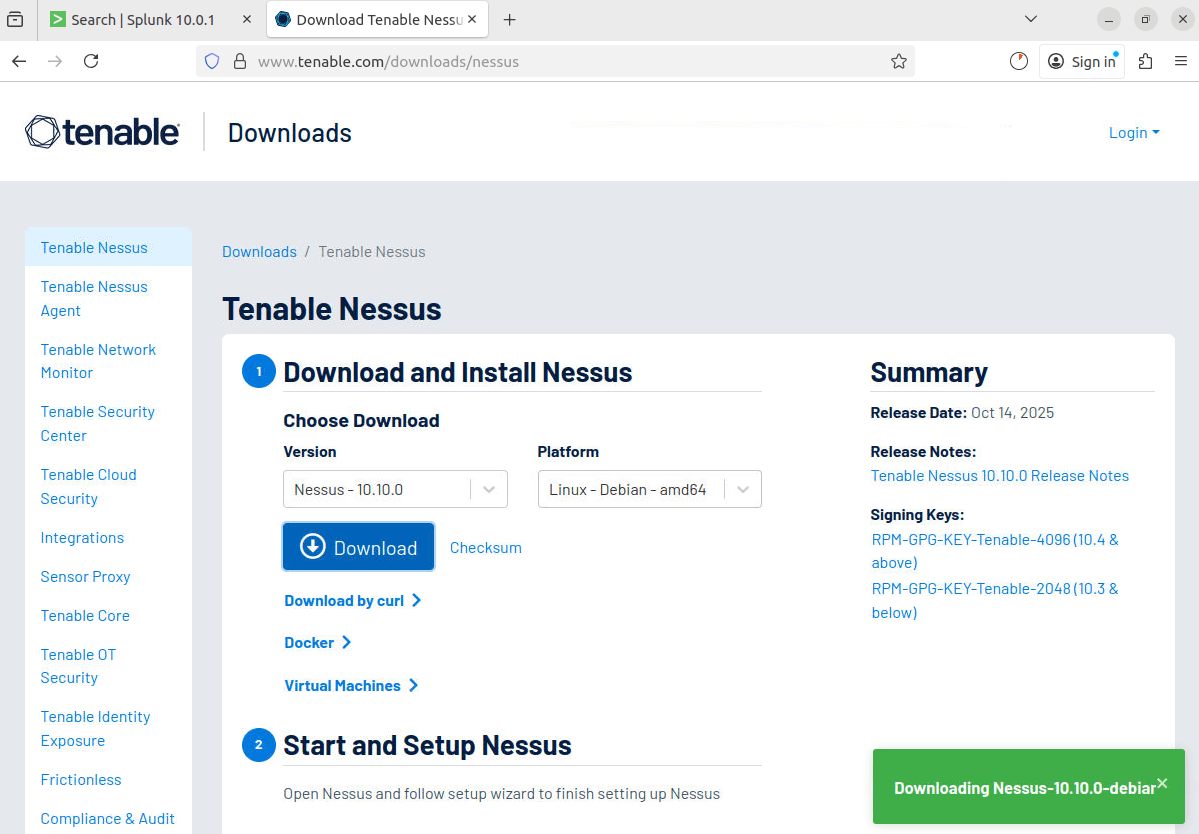 Search | Splunk 10.0.1
Download Tenable Nessu
www.tenable.com/downloads/nessus
Sign in
tenable
Downloads
Login
Tenable Nessus
Tenable Nessus
Agent
Tenable Network
Monitor
Tenable Security
Center
Tenable Cloud
Security
Integrations
Sensor Proxy
Tenable Core
Tenable OT
Security
Tenable Identity
Exposure
Frictionless
Compliance & Audit
Downloads / Tenable Nessus
Tenable Nessus
1 Download and Install Nessus
Choose Download
Version
Platform
Nessus - 10.10.0
Linux - Debian - amd64
Download
Checksum
Download by curl
Docker
Virtual Machines
2 Start and Setup Nessus
Open Nessus and follow setup wizard to finish setting up Nessus
Summary
Release Date: Oct 14, 2025
Release Notes:
Tenable Nessus 10.10.0 Release Notes
Signing Keys:
RPM-GPG-KEY-Tenable-4096 (10.4 &
above)
RPM-GPG-KEY-Tenable-2048 (10.3 &
below)
Downloading Nessus-10.10.0-debian